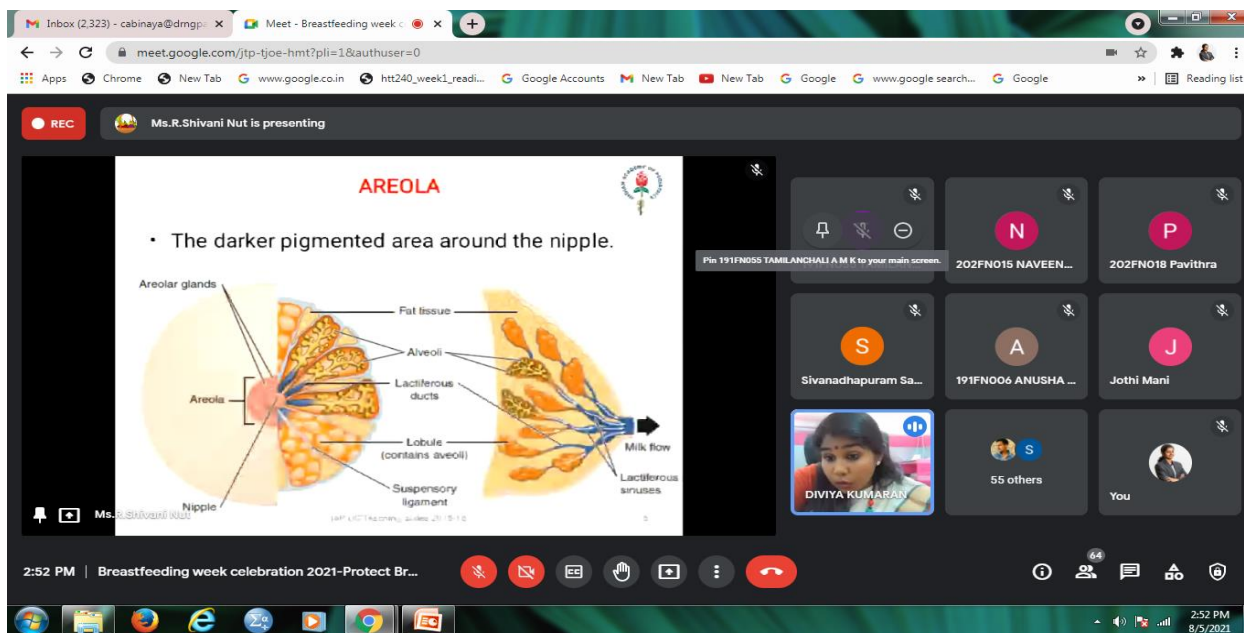 Inbox (2,323) - cabinaya@drngp
Meet - Breastfeeding week c
meet.google.com/jtp-tjoe-hmt?pli=1&authuser=0
Apps Chrome New Tab www.google.co.in htt240_week1_readi... Google Accounts New Tab New Tab Google www.google search... Google » Reading list
REC Ms.R.Shivani Nut is presenting
AREOLA
• The darker pigmented area around the nipple.
Areolar glands
Fat tissue
Alveoli
Lactiferous
ducts
Areola
Lobule
(contains aveoli)
Milk flow
Suspensory
ligament
Lactiferous
sinuses
Nipple
8
Ms.R.Shivani Nut
Pin 191FN055 TAMILANCHALI A M K to your main screen.
N
202FN015 NAVEEN...
P
202FN018 Pavithra
S
Sivanadhapuram Sa...
A
191FN006 ANUSHA ...
J
Jothi Mani
DIVIYA KUMARAN
S
55 others
You
2:52 PM | Breastfeeding week celebration 2021-Protect Br...
CC
64
2:52 PM
8/5/2021